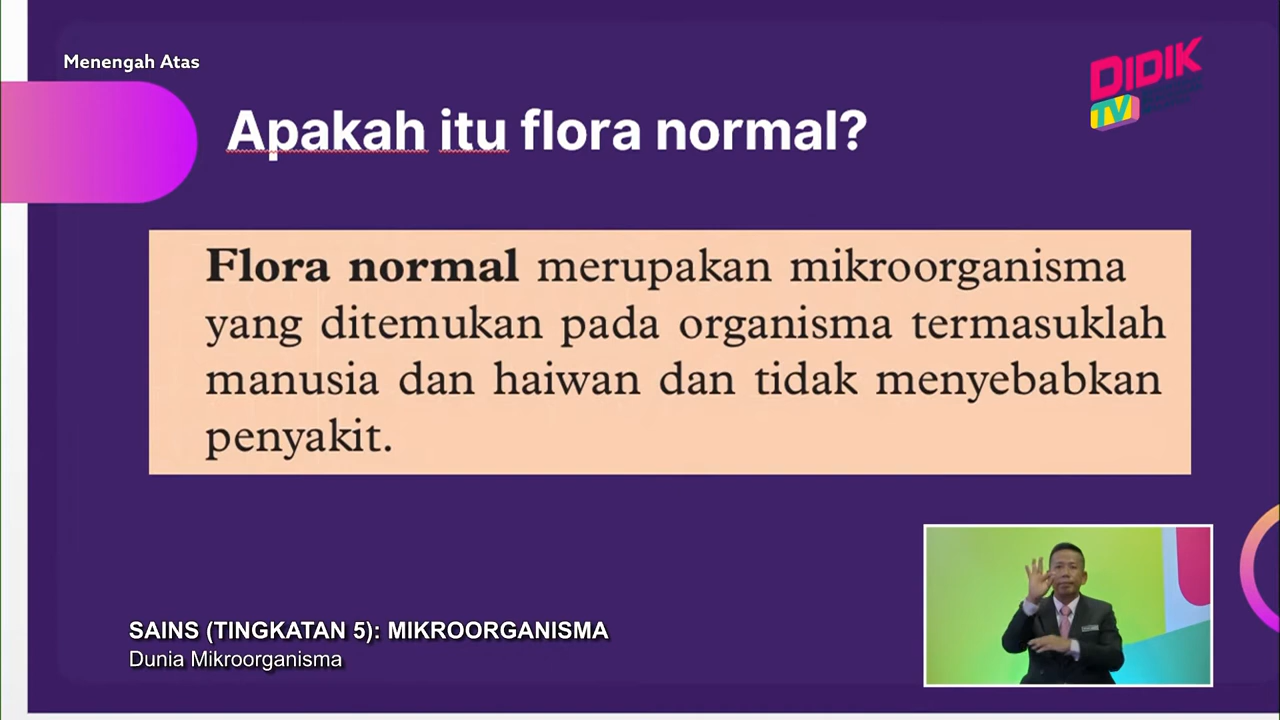 Menengah Atas
DIDIK
TV
Apakah itu flora normal?
Flora normal merupakan mikroorganisma
yang ditemukan pada organisma termasuklah
manusia dan haiwan dan tidak menyebabkan
penyakit.
SAINS (TINGKATAN 5): MIKROORGANISMA
Dunia Mikroorganisma